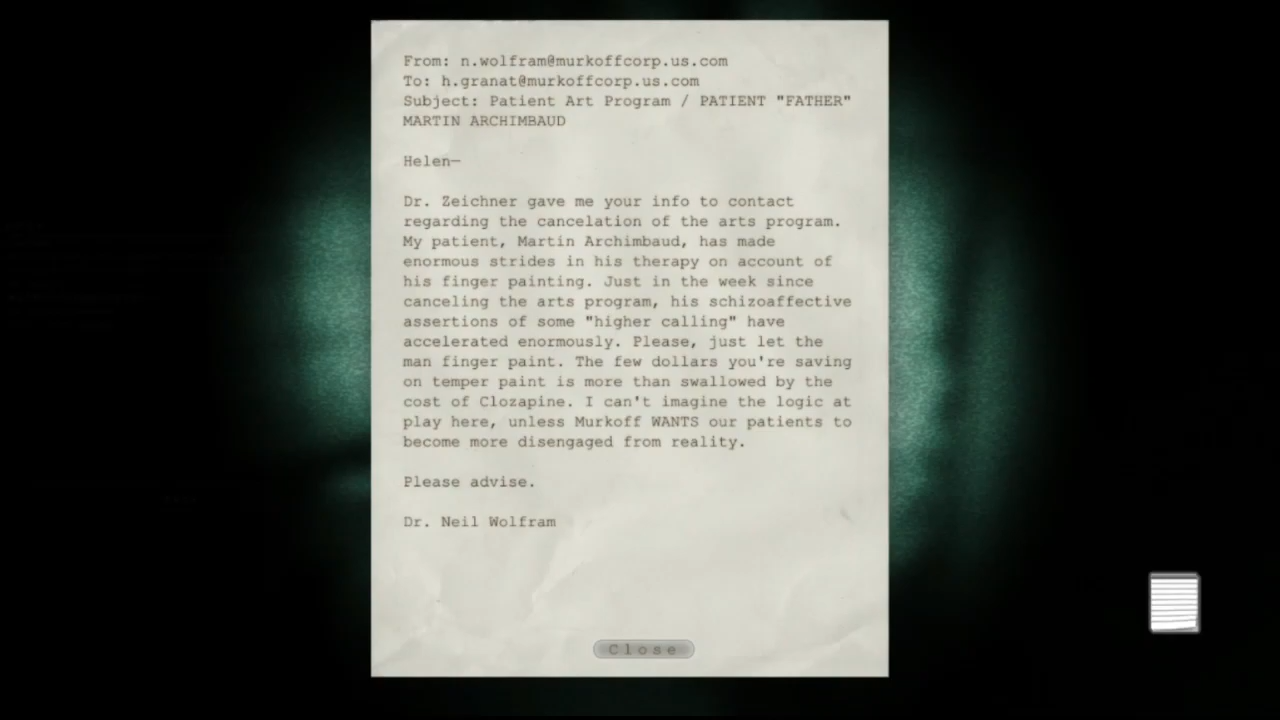 From: n.wolfram@murkoffcorp.us.com
To: h.granat@murkoffcorp.us.com
Subject: Patient Art Program / PATIENT "FATHER"
MARTIN ARCHIMBAUD
Helen—
Dr. Zeichner gave me your info to contact
regarding the cancelation of the arts program.
My patient, Martin Archimbaud, has made
enormous strides in his therapy on account of
his finger painting. Just in the week since
canceling the arts program, his schizoaffective
assertions of some "higher calling" have
accelerated enormously. Please, just let the
man finger paint. The few dollars you're saving
on temper paint is more than swallowed by the
cost of Clozapine. I can't imagine the logic at
play here, unless Murkoff WANTS our patients to
become more disengaged from reality.
Please advise.
Dr. Neil Wolfram
Close